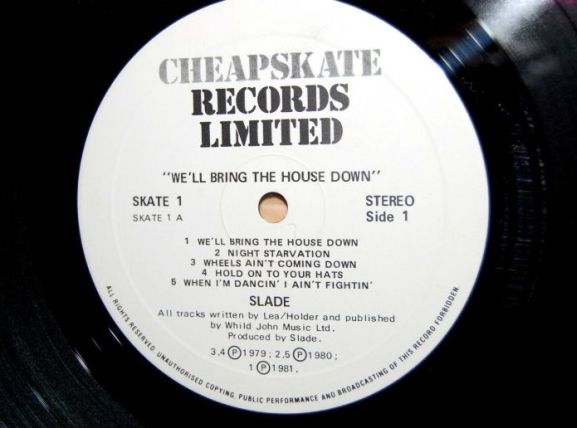 CHEAPSKATE
RECORDS
LIMITED
"WE'LL BRING THE HOUSE DOWN"
SKATE 1
STEREO
SKATE 1 A
Side 1
1 WE'LL BRING THE HOUSE DOWN
2 NIGHT STARVATION
3 WHEELS AIN'T COMING DOWN
4 HOLD ON TO YOUR HATS
5 WHEN I'M DANCIN' I AIN'T FIGHTIN'
SLADE
All tracks written by Lea/Holder and published
by Whild John Music Ltd.
Produced by Slade.
3,4 Ⓟ 1979; 2,5 Ⓟ 1980;
1 Ⓟ 1981.
ALL RIGHTS RESERVED. UNAUTHORISED COPYING, PUBLIC PERFORMANCE AND BROADCASTING OF THIS RECORD FORBIDDEN.